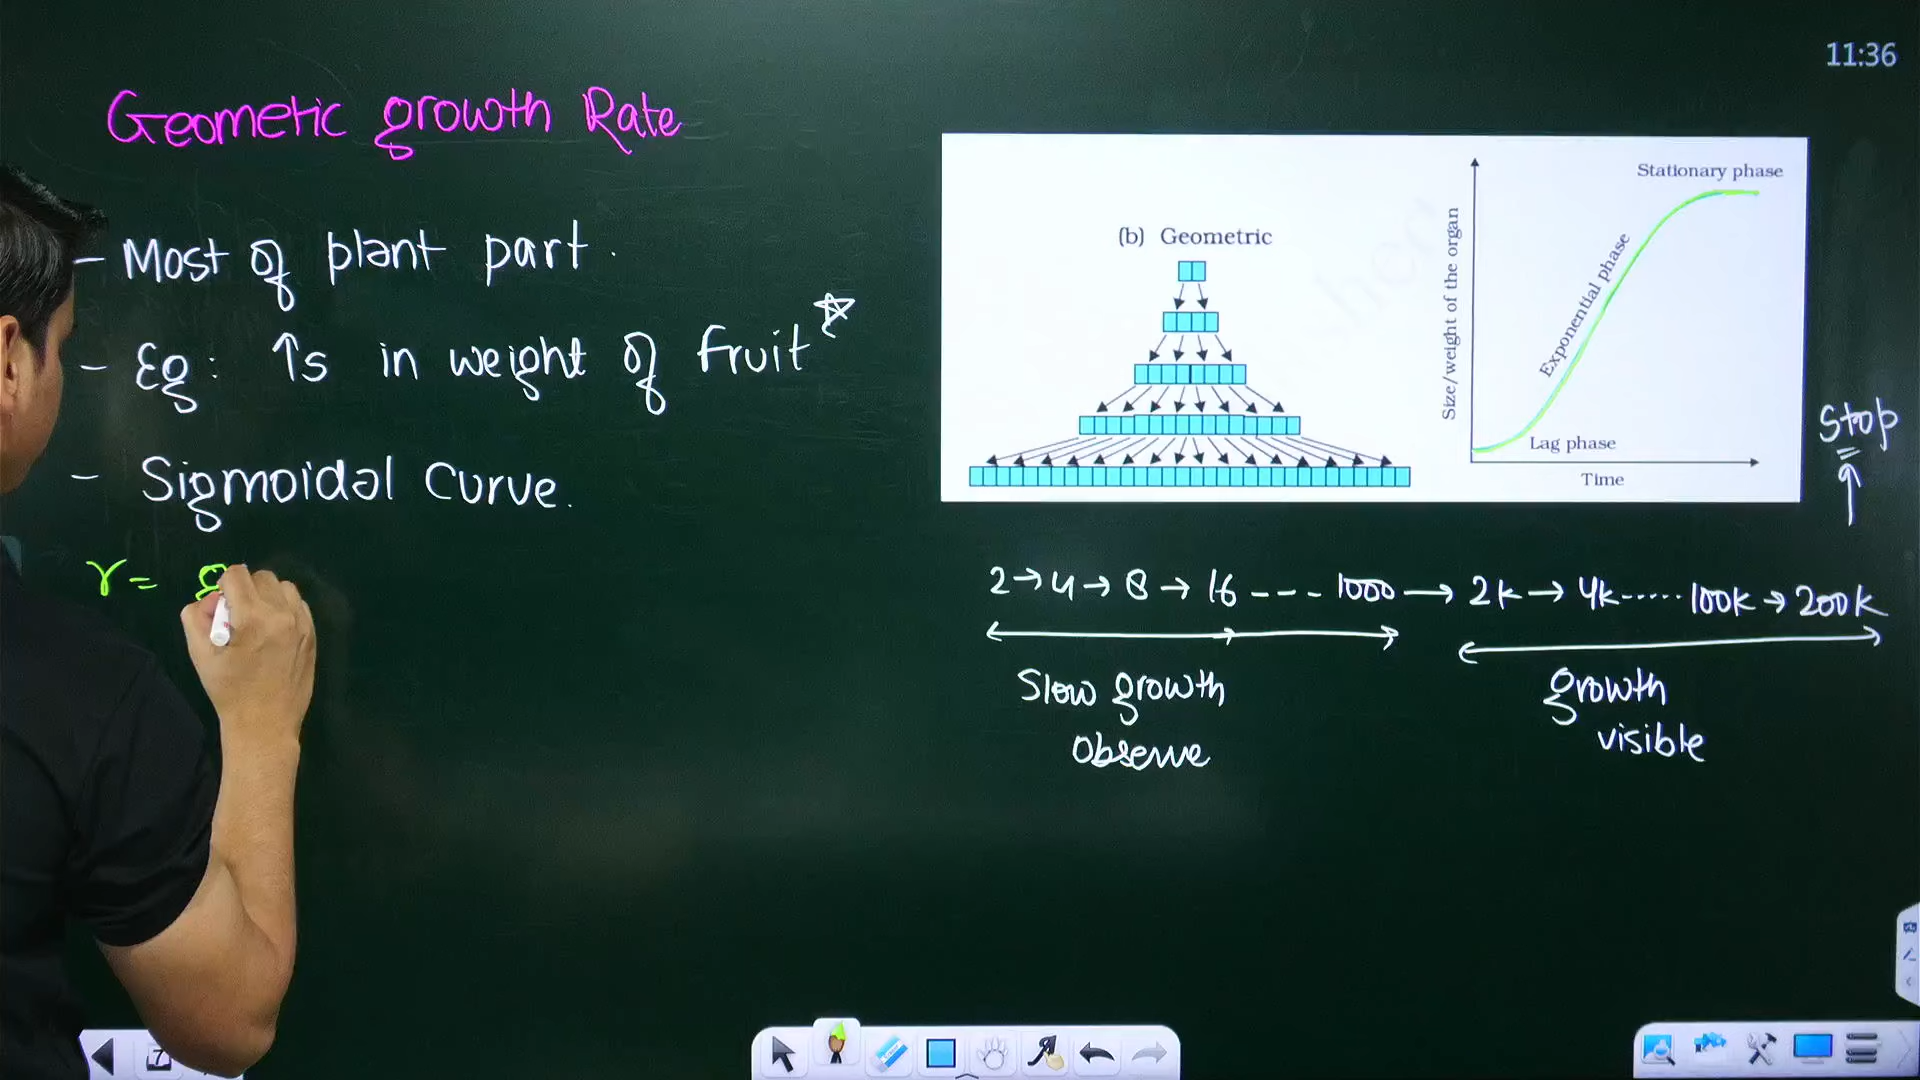 11:36
Geometic growth Rate
- Most of plant part.
- Eg: ↑s in weight of fruit
- Sigmoidal Curve.
r =
(b) Geometric
Stationary phase
Exponential phase
Lag phase
Size/weight of the organ
Time
Stop
2 → 4 → 8 → 16 ---- 1000 → 2k → 4k ..... 100k → 200k
Slow growth
observe
growth
visible
7